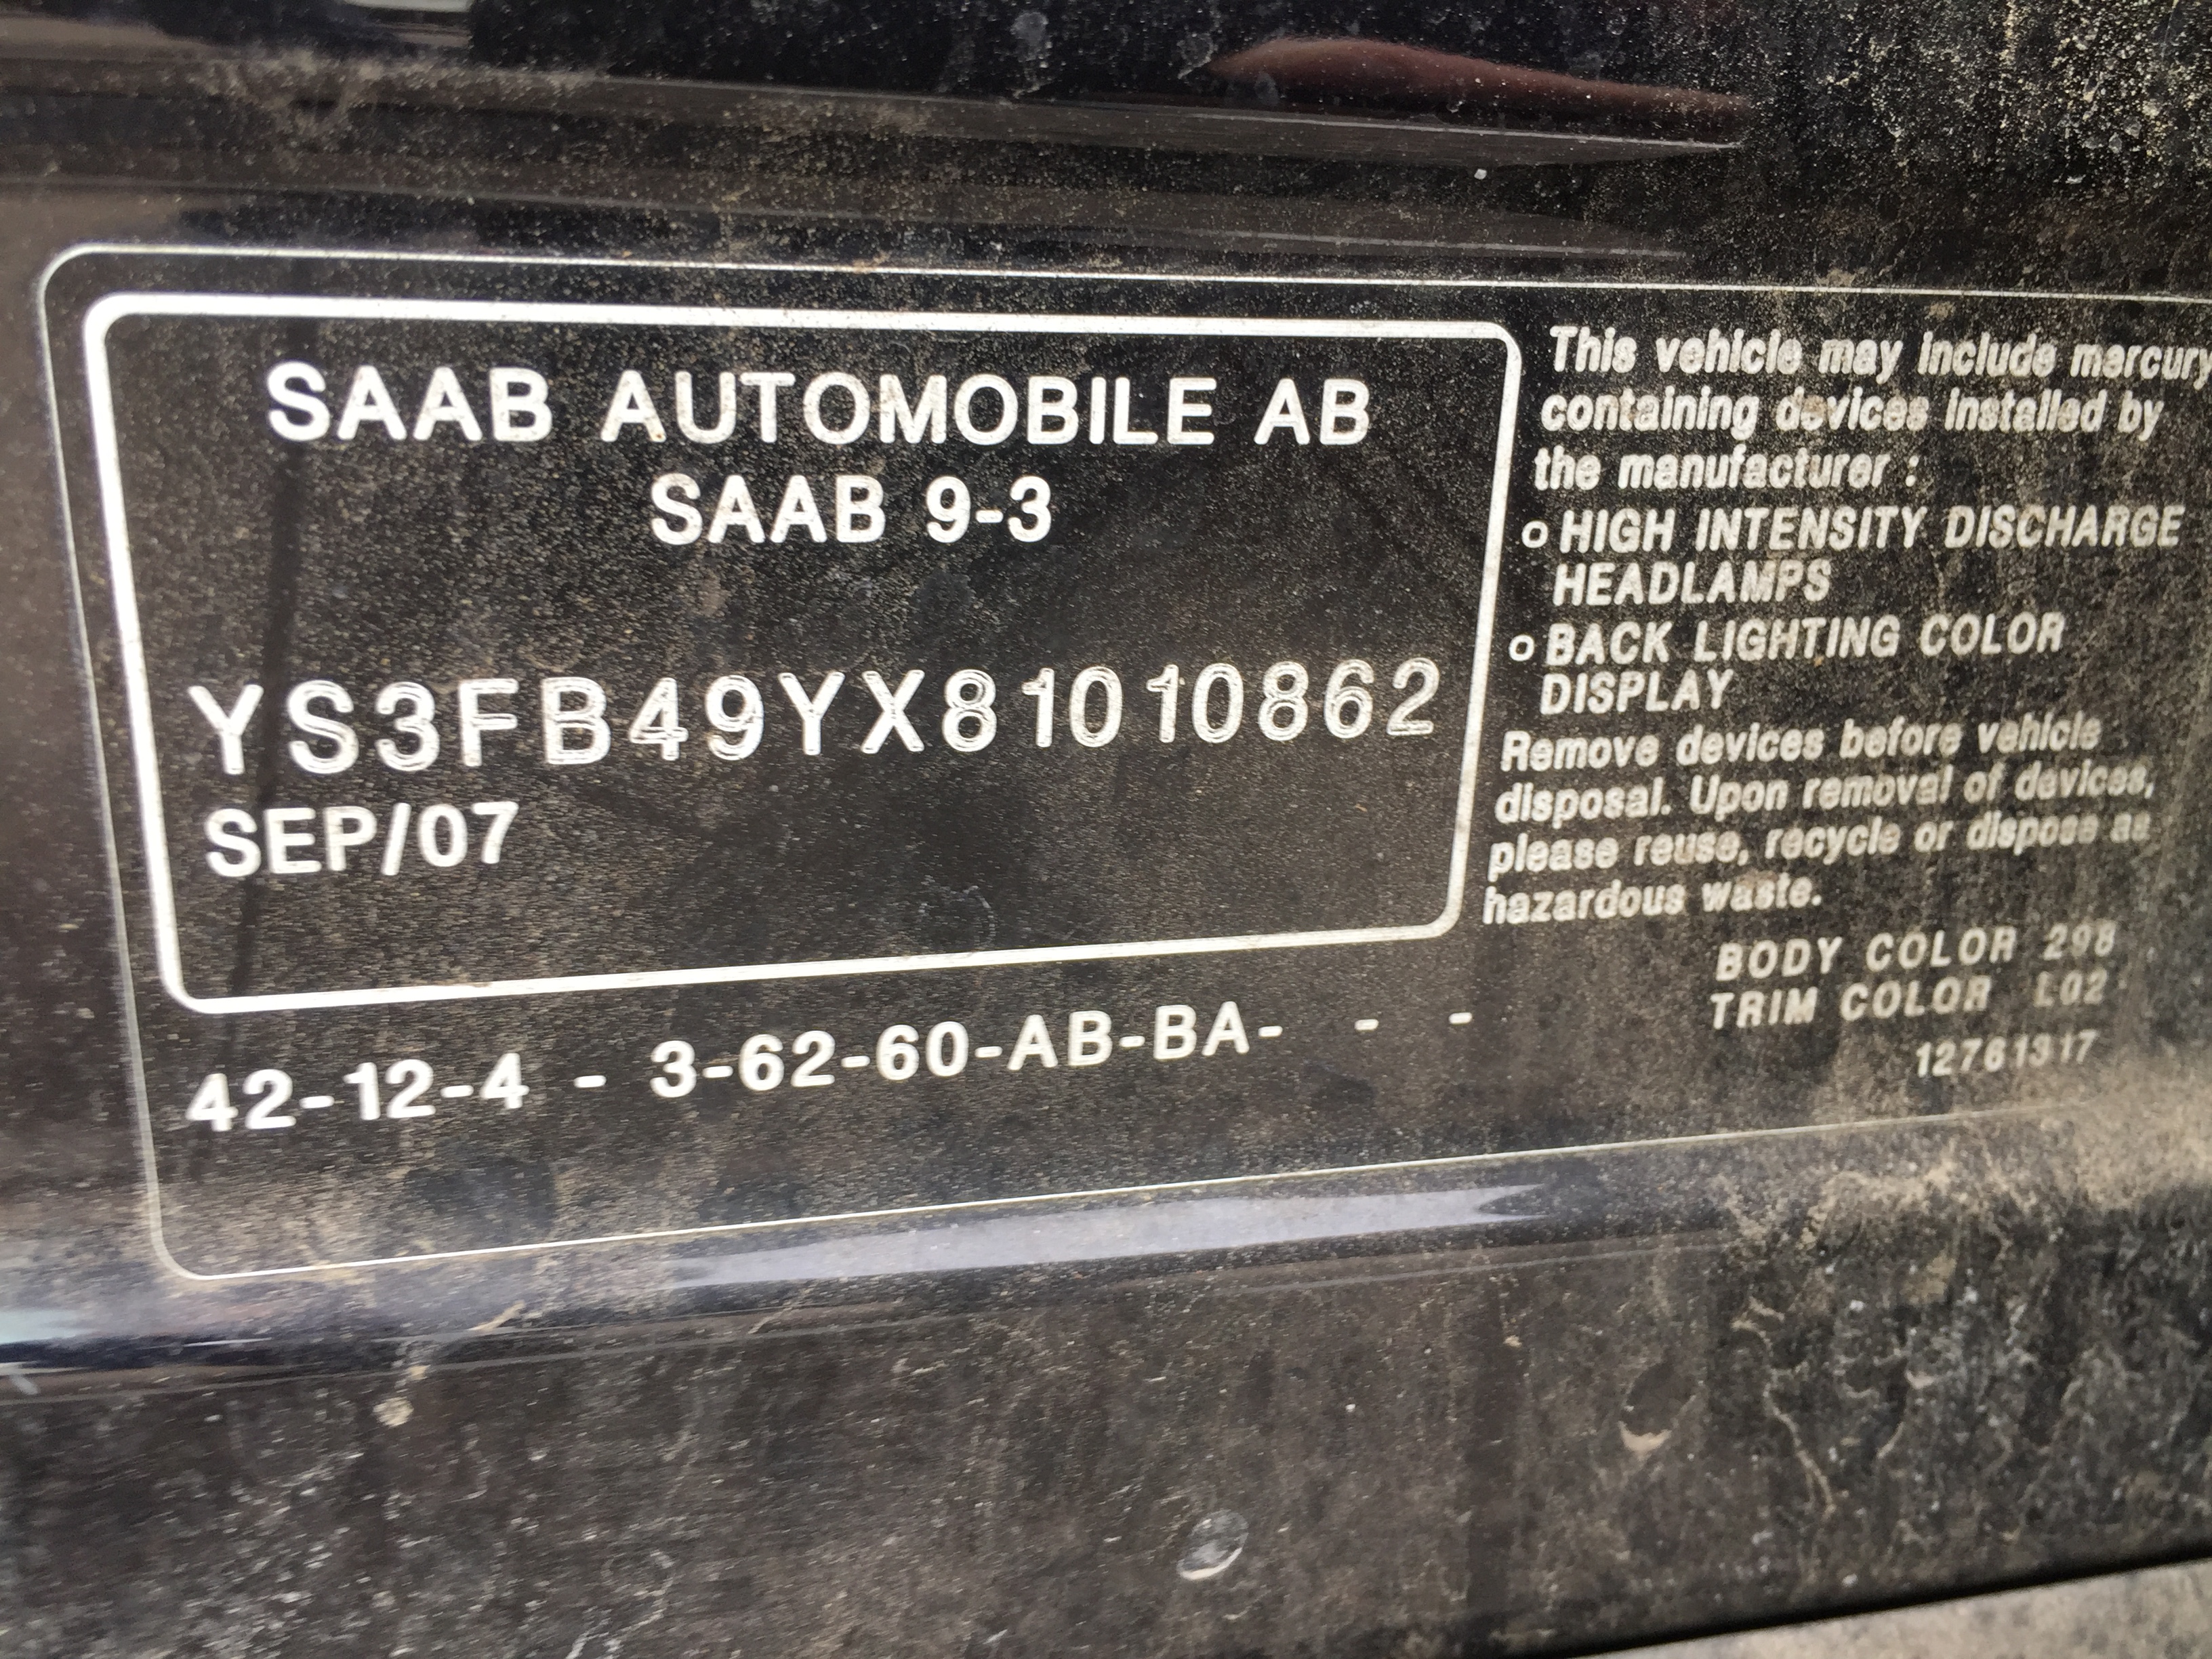 SAAB AUTOMOBILE AB
SAAB 9-3
YS3FB49YX81010862
SEP/07
42-12-4 - 3-62-60-AB-BA- - -
This vehicle may include mercury
containing devices installed by
the manufacturer :
o HIGH INTENSITY DISCHARGE
HEADLAMPS
o BACK LIGHTING COLOR
DISPLAY
Remove devices before vehicle
disposal. Upon removal of devices,
please reuse, recycle or dispose as
hazardous waste.
BODY COLOR 298
TRIM COLOR L02
12761317